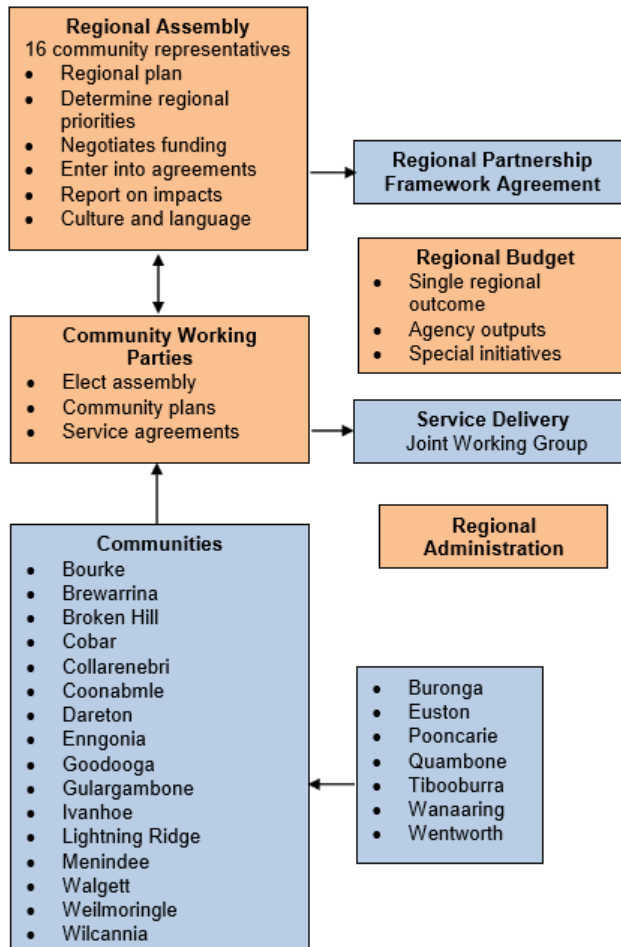 Regional Assembly
16 community representatives
• Regional plan
• Determine regional
priorities
• Negotiates funding
• Enter into agreements
• Report on impacts
• Culture and language
Regional Partnership
Framework Agreement
Regional Budget
• Single regional
outcome
• Agency outputs
• Special initiatives
Community Working
Parties
• Elect assembly
• Community plans
• Service agreements
Service Delivery
Joint Working Group
Regional
Administration
Communities
• Bourke
• Brewarrina
• Broken Hill
• Cobar
• Collarenebri
• Coonabmle
• Dareton
• Enngonia
• Goodooga
• Gulargambone
• Ivanhoe
• Lightning Ridge
• Menindee
• Walgett
• Weilmoringle
• Wilcannia
• Buronga
• Euston
• Pooncarie
• Quambone
• Tibooburra
• Wanaaring
• Wentworth